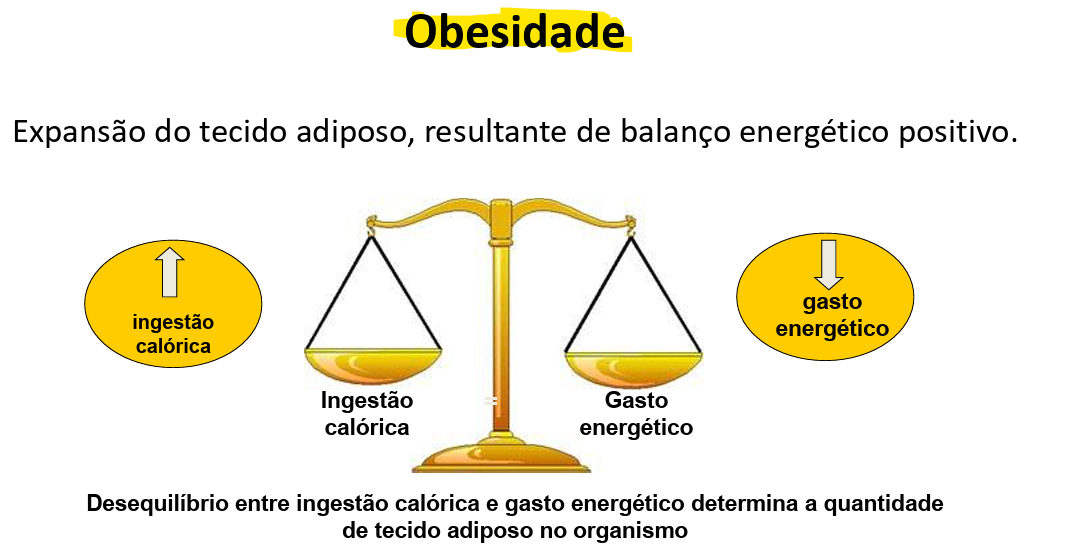 Obesidade
Expansão do tecido adiposo, resultante de balanço energético positivo.
ingestão
calórica
gasto
energético
Ingestão
calórica
=
Gasto
energético
Desequilíbrio entre ingestão calórica e gasto energético determina a quantidade
de tecido adiposo no organismo